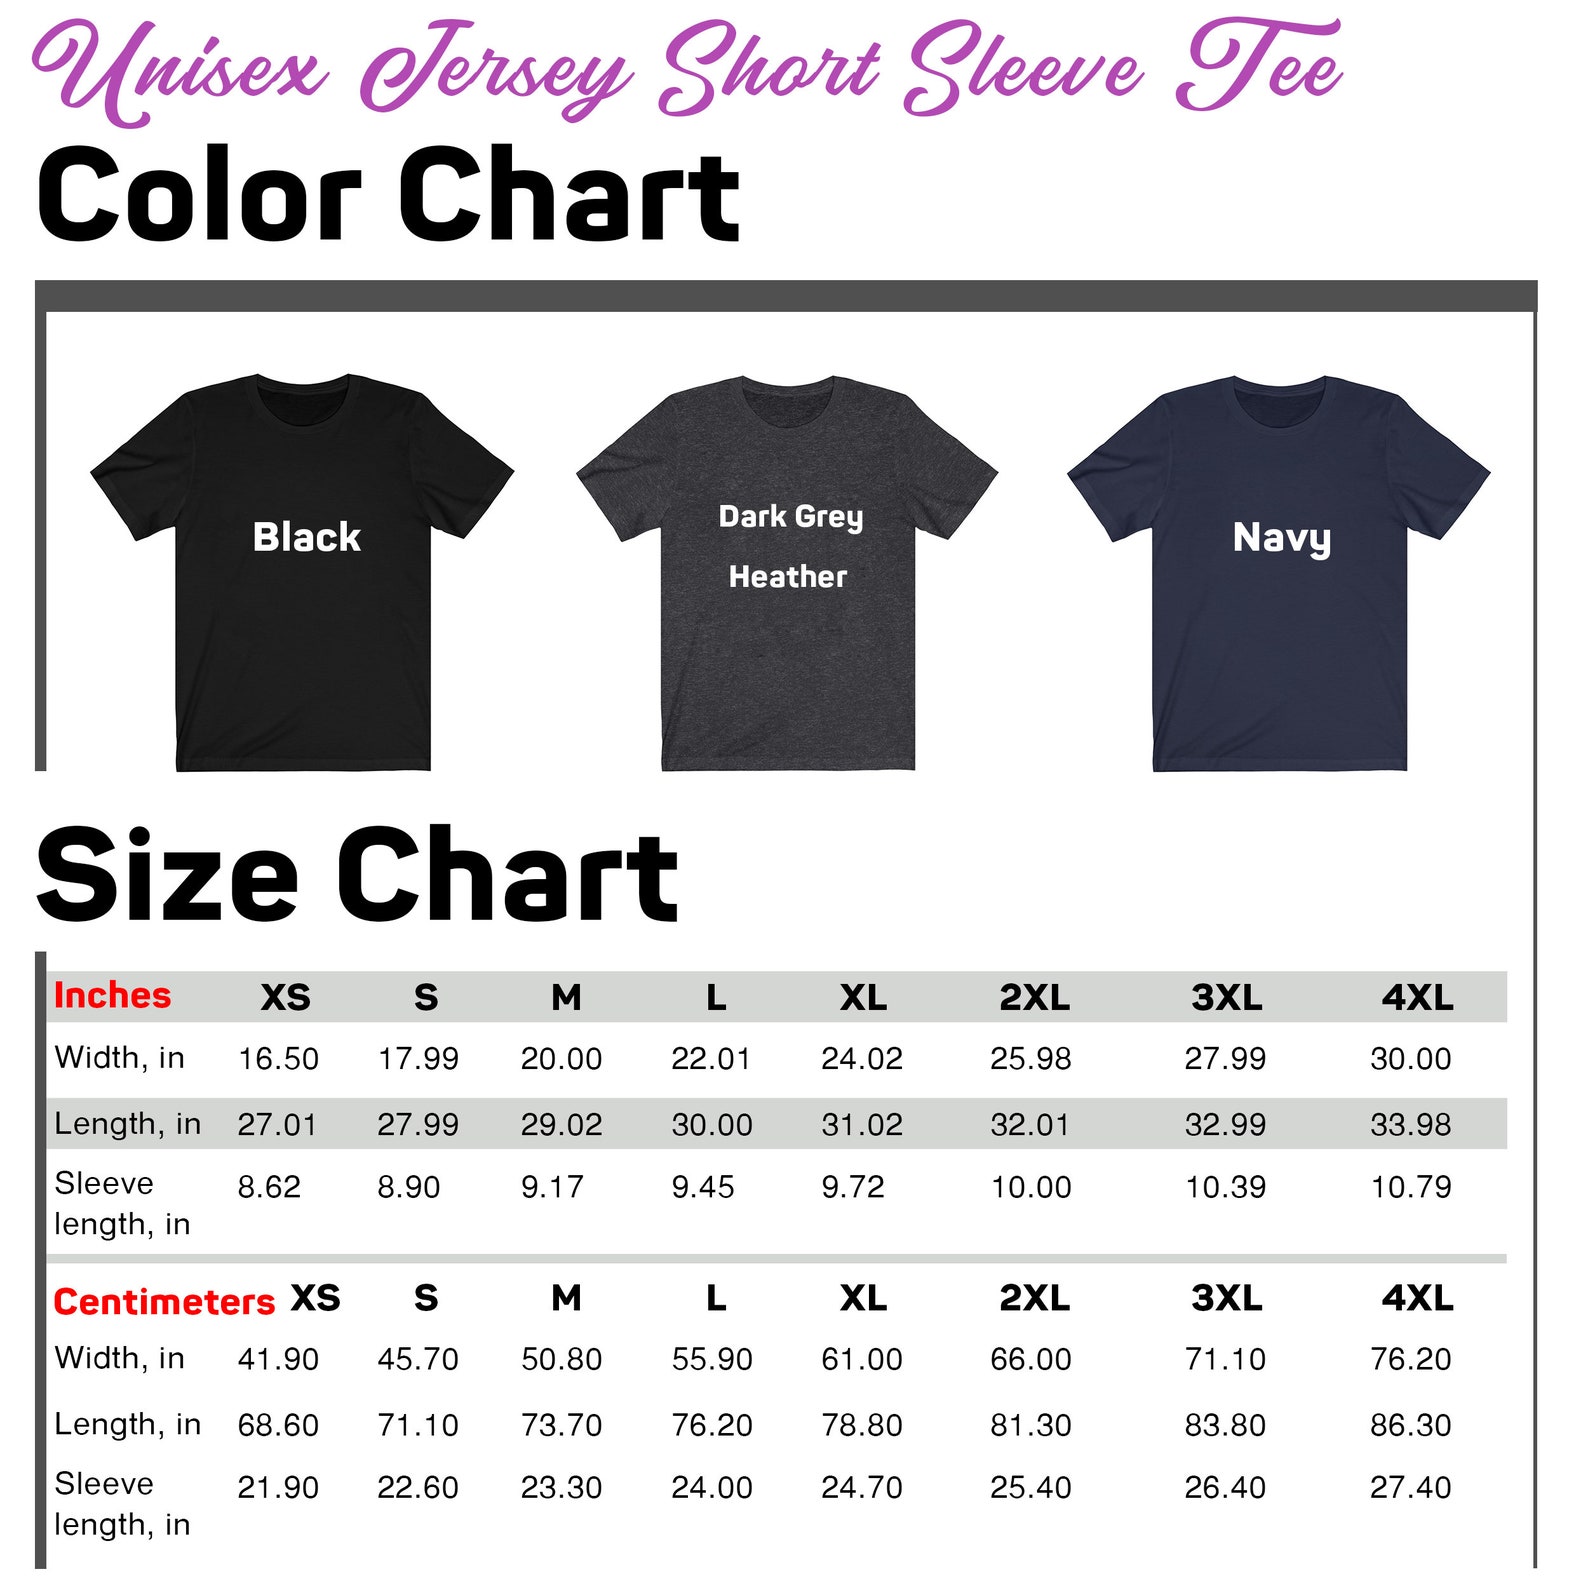 Unisex Jersey Short Sleeve Tee
Color Chart
Black
Dark Grey
Heather
Navy
Size Chart
Inches XS S M L XL 2XL 3XL 4XL
Width, in 16.50 17.99 20.00 22.01 24.02 25.98 27.99 30.00
Length, in 27.01 27.99 29.02 30.00 31.02 32.01 32.99 33.98
Sleeve
length, in 8.62 8.90 9.17 9.45 9.72 10.00 10.39 10.79
Centimeters XS S M L XL 2XL 3XL 4XL
Width, in 41.90 45.70 50.80 55.90 61.00 66.00 71.10 76.20
Length, in 68.60 71.10 73.70 76.20 78.80 81.30 83.80 86.30
Sleeve
length, in 21.90 22.60 23.30 24.00 24.70 25.40 26.40 27.40